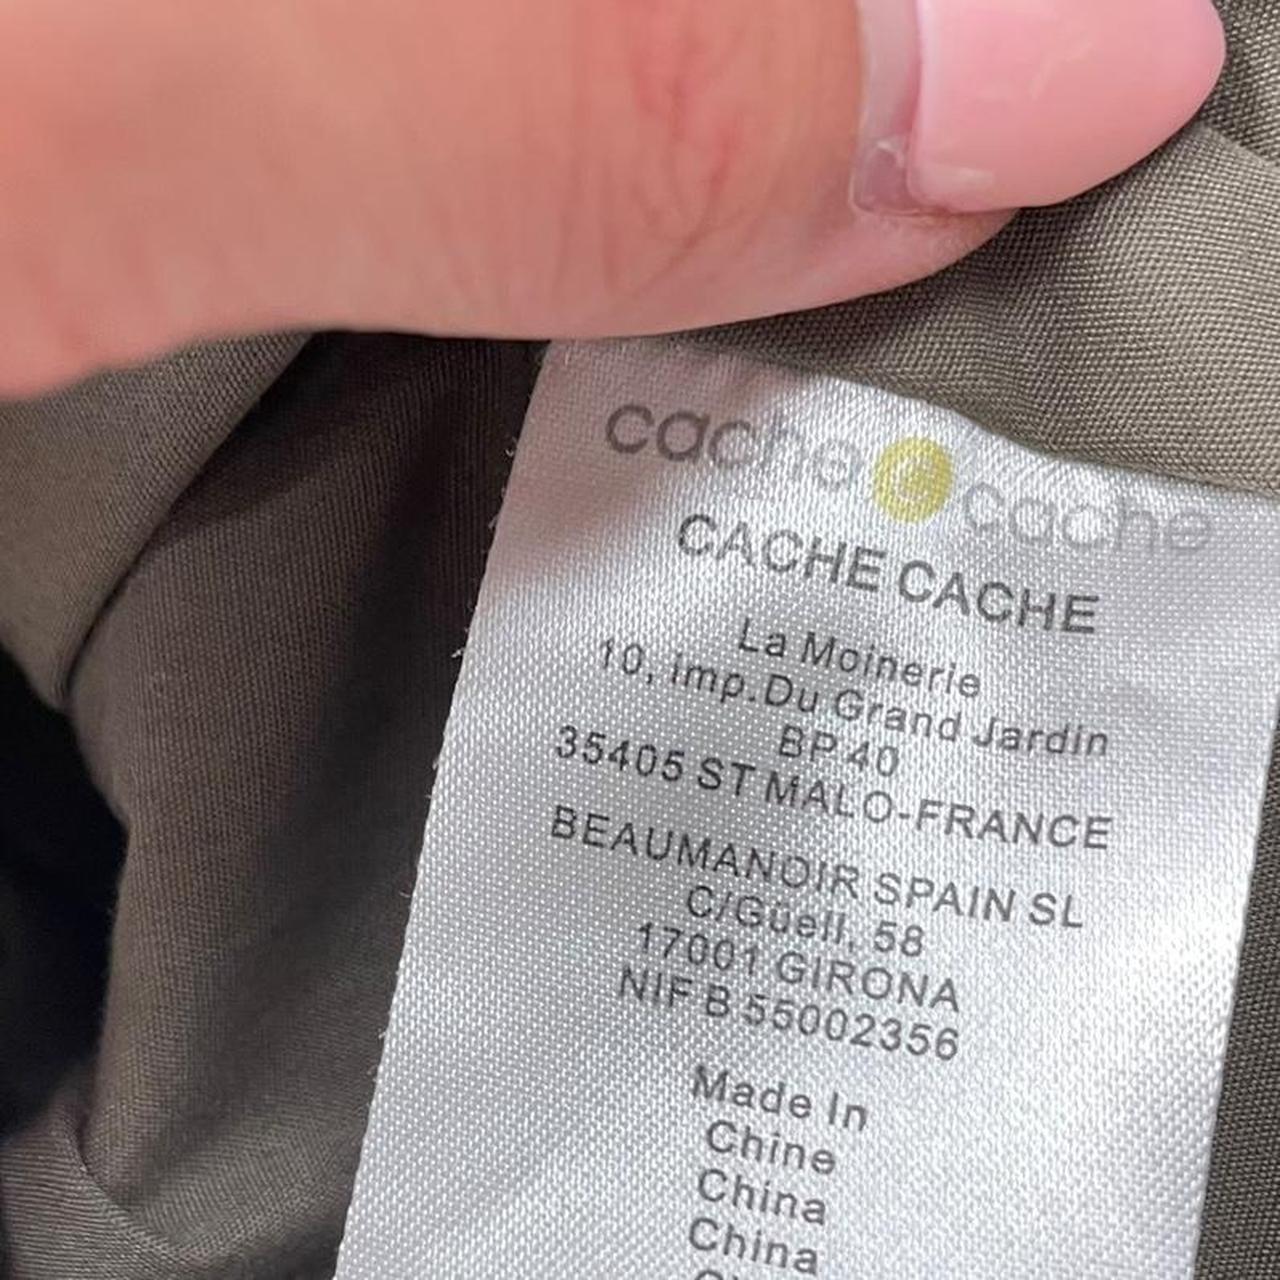 cache c cache
CACHE CACHE
La Moinerie
10, imp.Du Grand Jardin
BP 40
35405 ST MALO-FRANCE
BEAUMANOIR SPAIN SL
C/Güell, 58
17001 GIRONA
NIF B 55002356
Made In
Chine
China
China